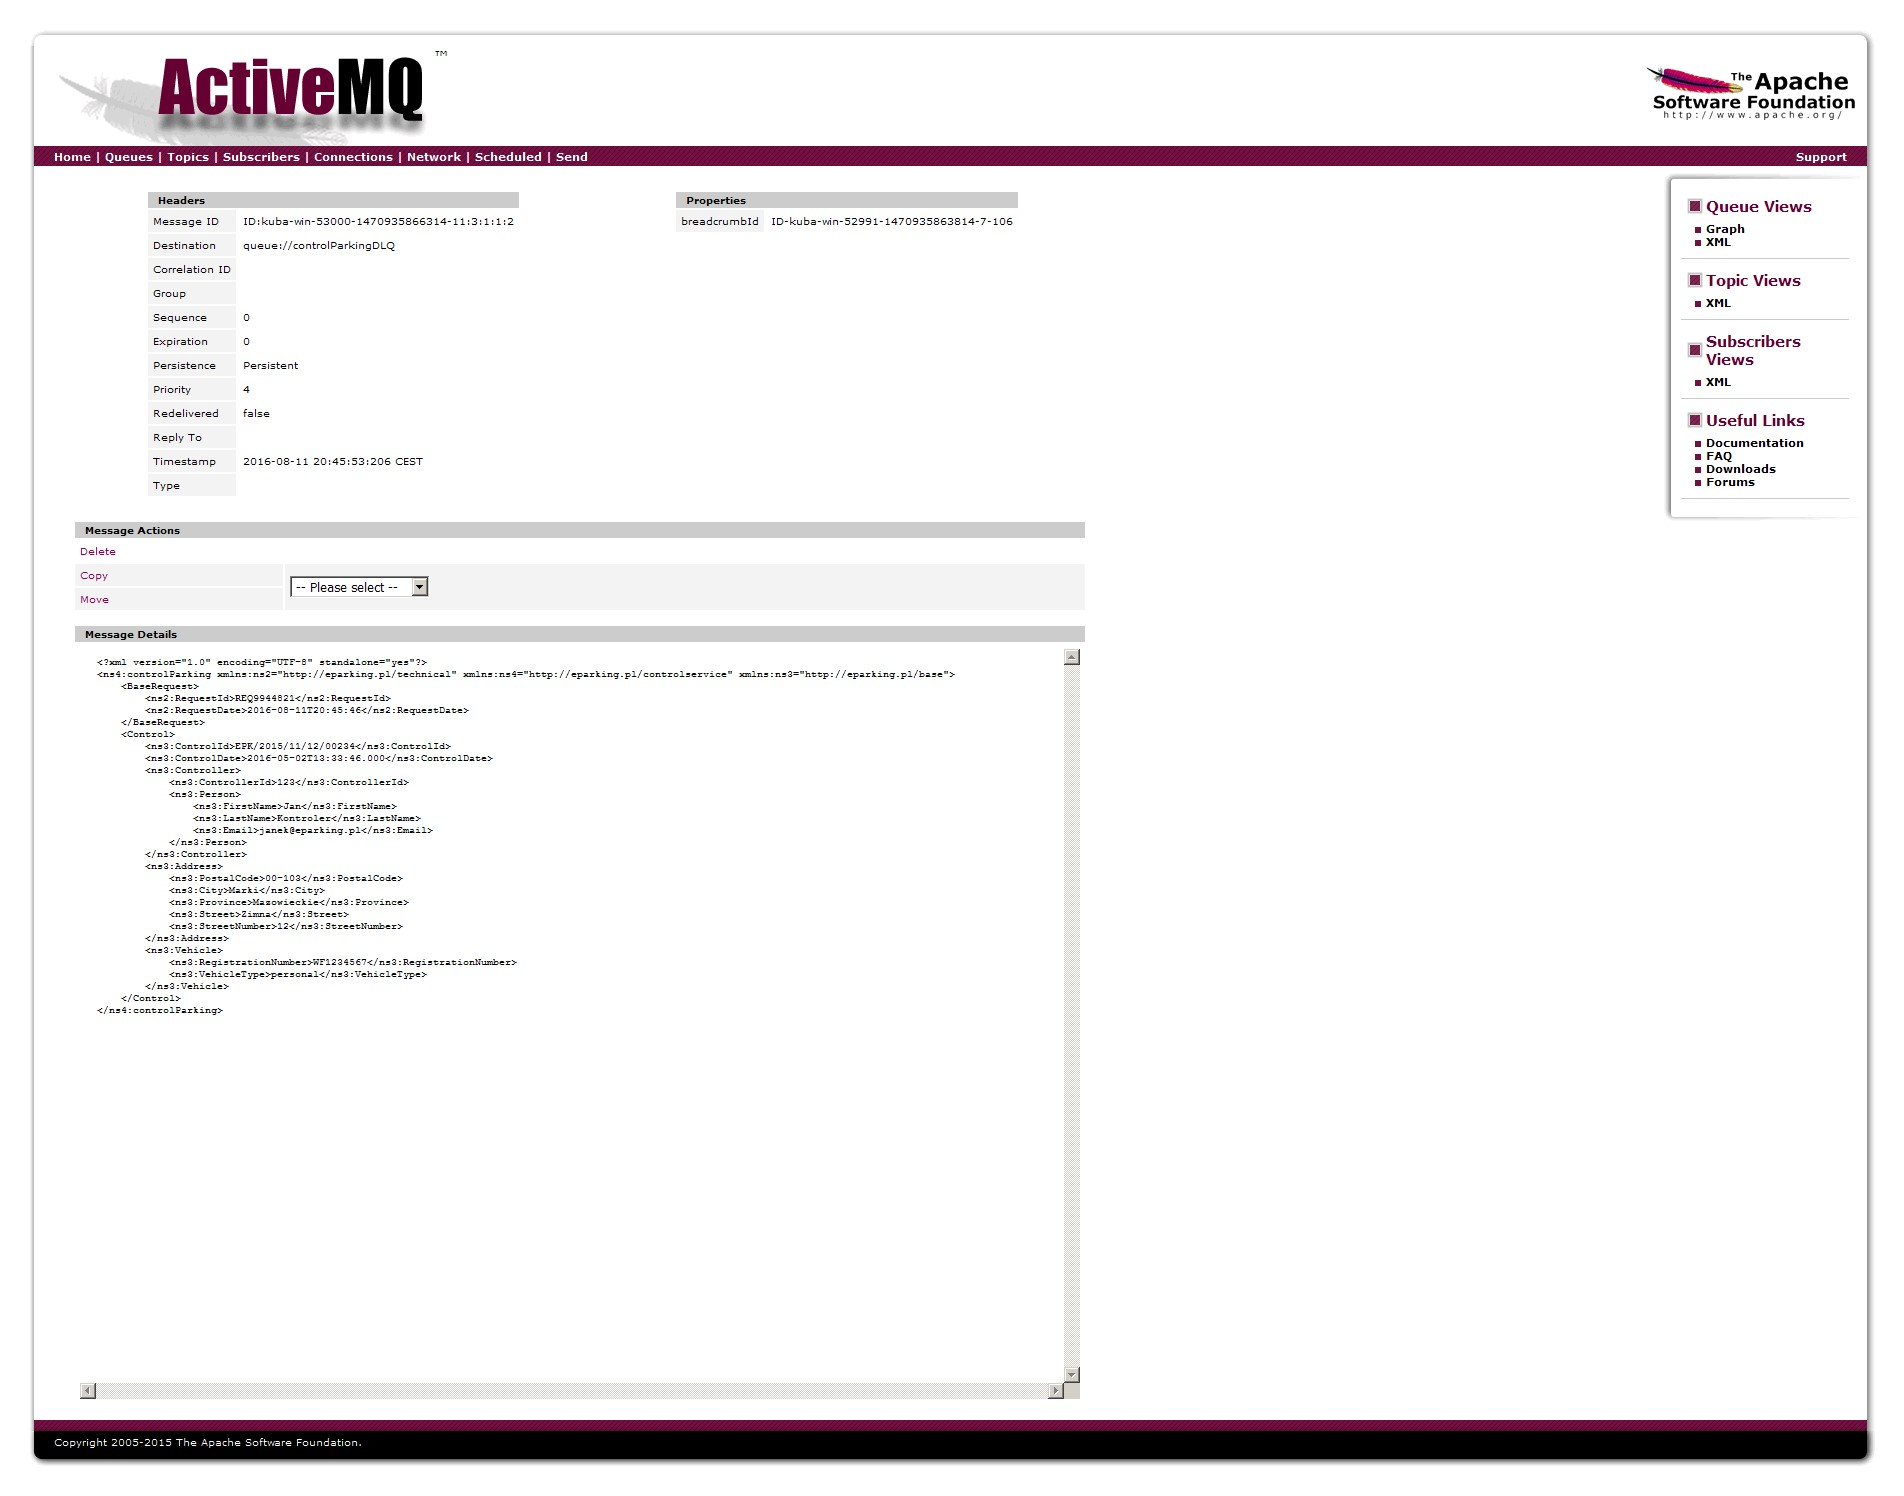 ActiveMQ ™
The Apache
Software Foundation
http://www.apache.org/
Home | Queues | Topics | Subscribers | Connections | Network | Scheduled | Send
Support
Headers
Message ID ID:kuba-win-53000-1470935866314-11:3:1:1:2
Destination queue://controlParkingDLQ
Correlation ID
Group
Sequence 0
Expiration 0
Persistence Persistent
Priority 4
Redelivered false
Reply To
Timestamp 2016-08-11 20:45:53:206 CEST
Type
Properties
breadcrumbId ID-kuba-win-52991-1470935863814-7-106
Queue Views
Graph
XML
Topic Views
XML
Subscribers
Views
XML
Useful Links
Documentation
FAQ
Downloads
Forums
Message Actions
Delete
Copy
-- Please select --
Move
Message Details
<?xml version="1.0" encoding="UTF-8" standalone="yes"?>
<ns4:controlParking xmlns:ns2="http://eparking.pl/technical" xmlns:ns4="http://eparking.pl/controlservice" xmlns:ns3="http://eparking.pl/base">
<BaseRequest>
<ns2:RequestId>REQ9944821</ns2:RequestId>
<ns2:RequestDate>2016-08-11T20:45:46</ns2:RequestDate>
</BaseRequest>
<Control>
<ns3:ControlId>EPK/2015/11/12/00234</ns3:ControlId>
<ns3:ControlDate>2016-05-02T13:33:46.000</ns3:ControlDate>
<ns3:Controller>
<ns3:ControllerId>123</ns3:ControllerId>
<ns3:Person>
<ns3:FirstName>Jan</ns3:FirstName>
<ns3:LastName>Kontroler</ns3:LastName>
<ns3:Email>janek@eparking.pl</ns3:Email>
</ns3:Person>
</ns3:Controller>
<ns3:Address>
<ns3:PostalCode>00-103</ns3:PostalCode>
<ns3:City>Marki</ns3:City>
<ns3:Province>Mazowieckie</ns3:Province>
<ns3:Street>Zimna</ns3:Street>
<ns3:StreetNumber>12</ns3:StreetNumber>
</ns3:Address>
<ns3:Vehicle>
<ns3:RegistrationNumber>WF1234567</ns3:RegistrationNumber>
<ns3:VehicleType>personal</ns3:VehicleType>
</ns3:Vehicle>
</Control>
</ns4:controlParking>
Copyright 2005-2015 The Apache Software Foundation.